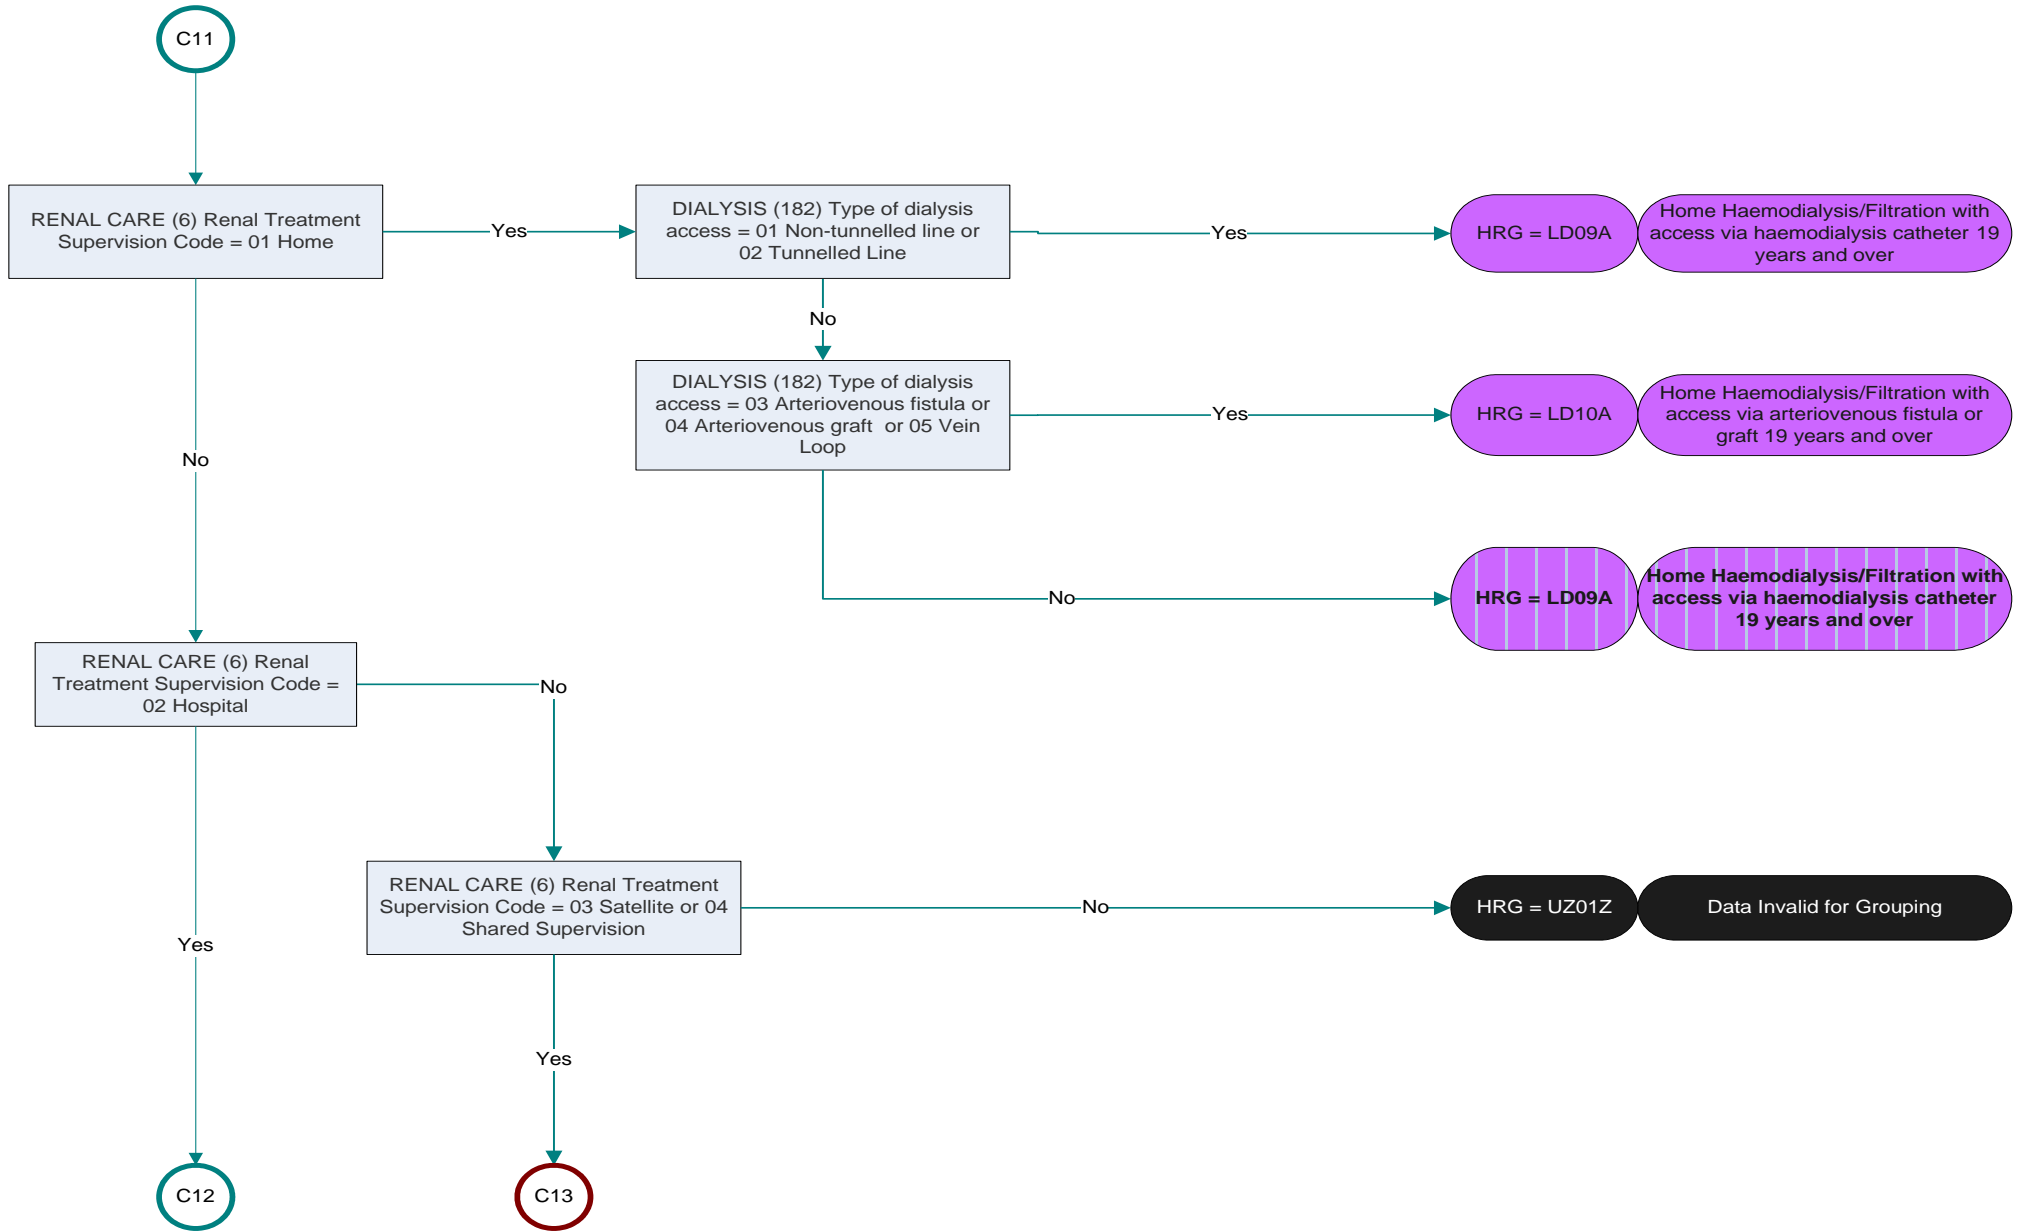 C11
RENAL CARE (6) Renal Treatment
Supervision Code = 01 Home
Yes
DIALYSIS (182) Type of dialysis
access = 01 Non-tunnelled line or
02 Tunnelled Line
Yes
HRG = LD09A
Home Haemodialysis/Filtration with
access via haemodialysis catheter 19
years and over
No
DIALYSIS (182) Type of dialysis
access = 03 Arteriovenous fistula or
04 Arteriovenous graft  or 05 Vein
Loop
Yes
HRG = LD10A
Home Haemodialysis/Filtration with
access via arteriovenous fistula or
graft 19 years and over
No
No
HRG = LD09A
Home Haemodialysis/Filtration with
access via haemodialysis catheter
19 years and over
RENAL CARE (6) Renal
Treatment Supervision Code =
02 Hospital
No
RENAL CARE (6) Renal Treatment
Supervision Code = 03 Satellite or 04
Shared Supervision
No
HRG = UZ01Z
Data Invalid for Grouping
Yes
Yes
C12
C13